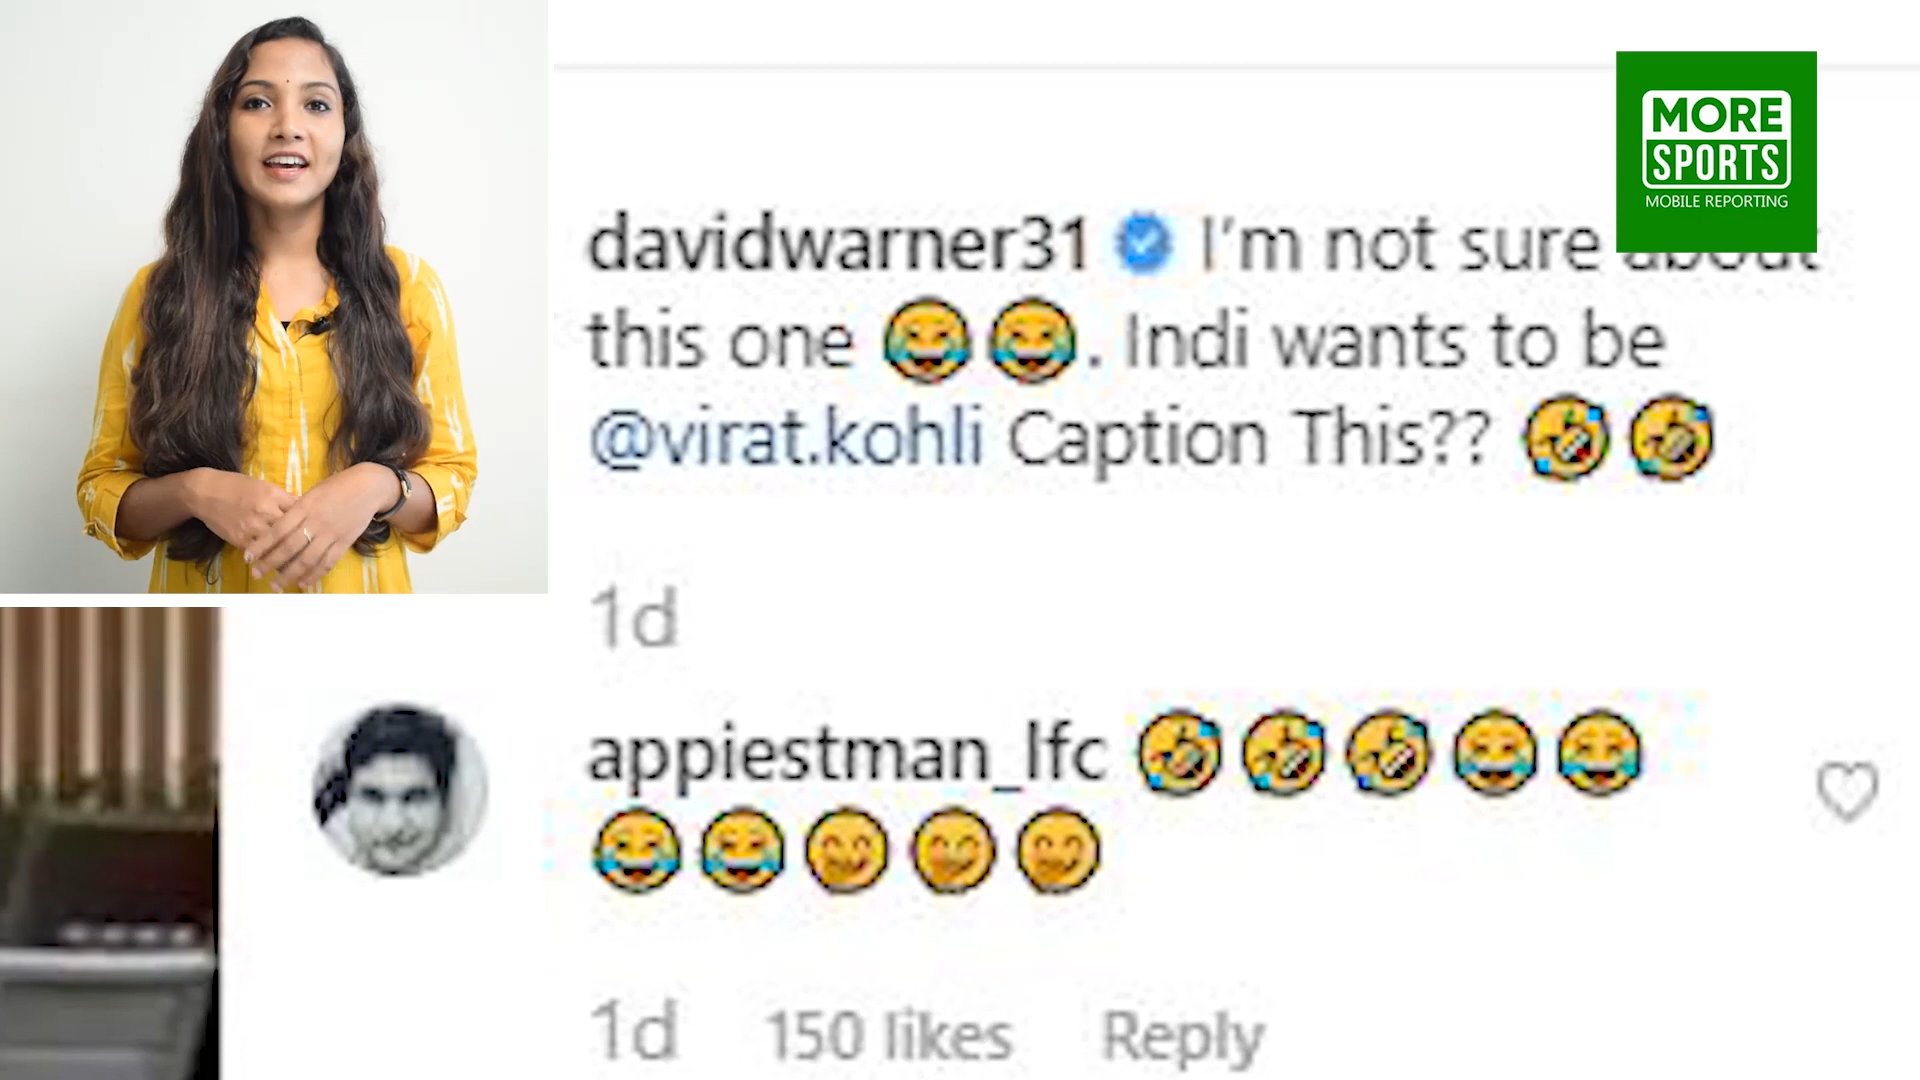 MORE
SPORTS
MOBILE REPORTING
davidwarner31 I'm not sure about
this one 😂😂. Indi wants to be
@virat.kohli Caption This?? 🤣🤣
1d
appiestman_lfc 🤣🤣🤣😂😂
😂😂🤭🤭🤭
1d 150 likes Reply